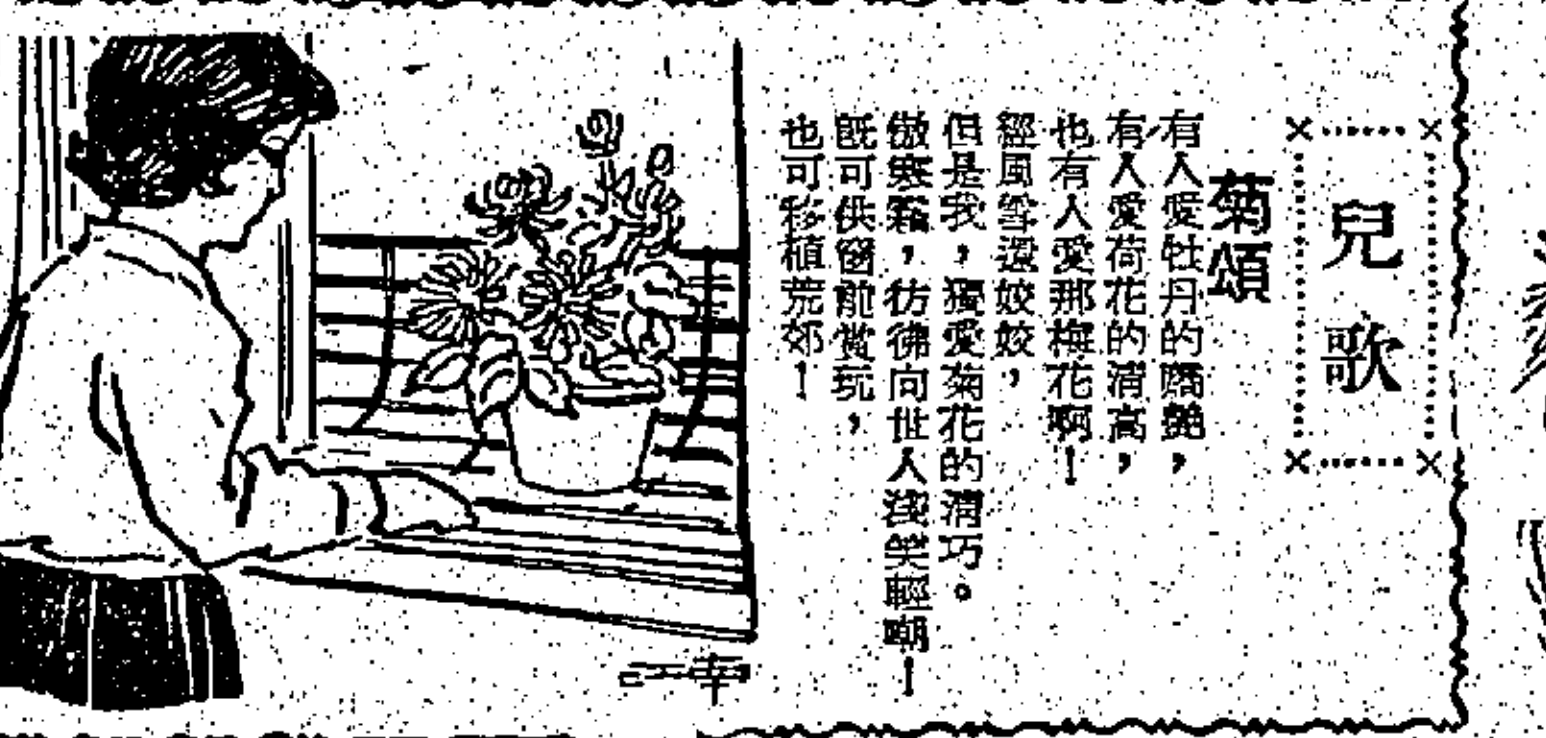 兒歌
菊頌
有人愛牡丹的嬌艷，
有人愛荷花的清高，
也有人愛那梅花啊！
經風雪還姣姣，
但是我，獨愛菊花的清巧。
傲寒霜，彷彿向世人淺笑輕嘲！
既可供窗前賞玩，
也可移植荒郊！